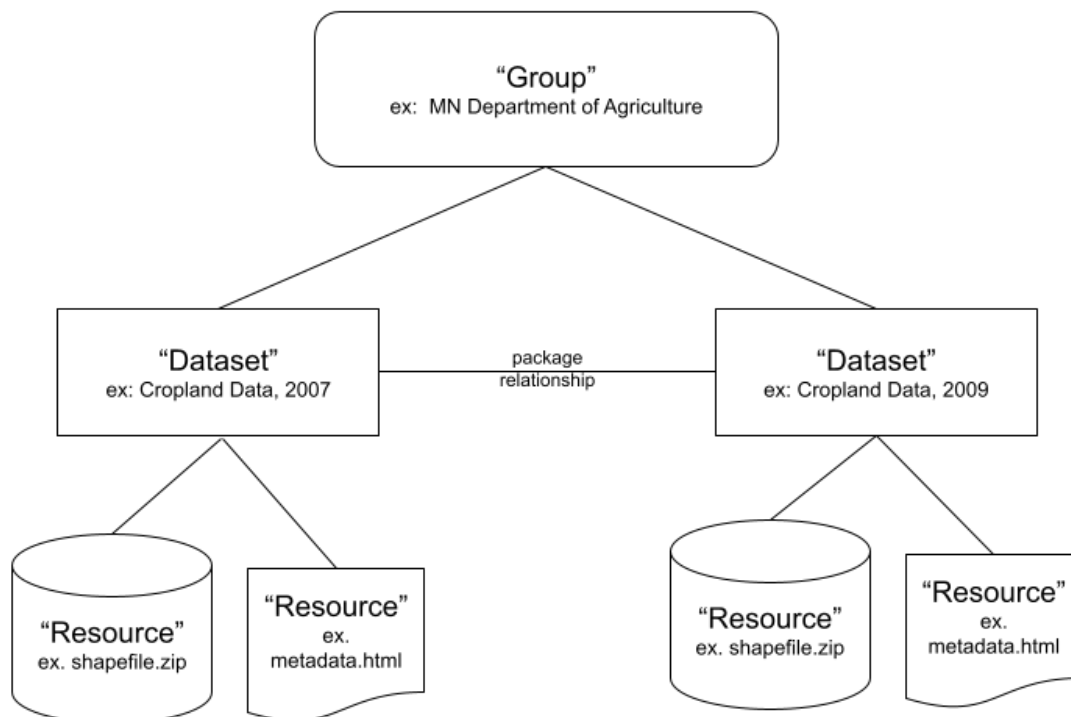 “Group”
ex:  MN Department of Agriculture
“Dataset”
ex: Cropland Data, 2007
package
relationship
“Dataset”
ex: Cropland Data, 2009
“Resource”
ex. shapefile.zip
“Resource”
ex.
metadata.html
“Resource”
ex. shapefile.zip
“Resource”
ex.
metadata.html